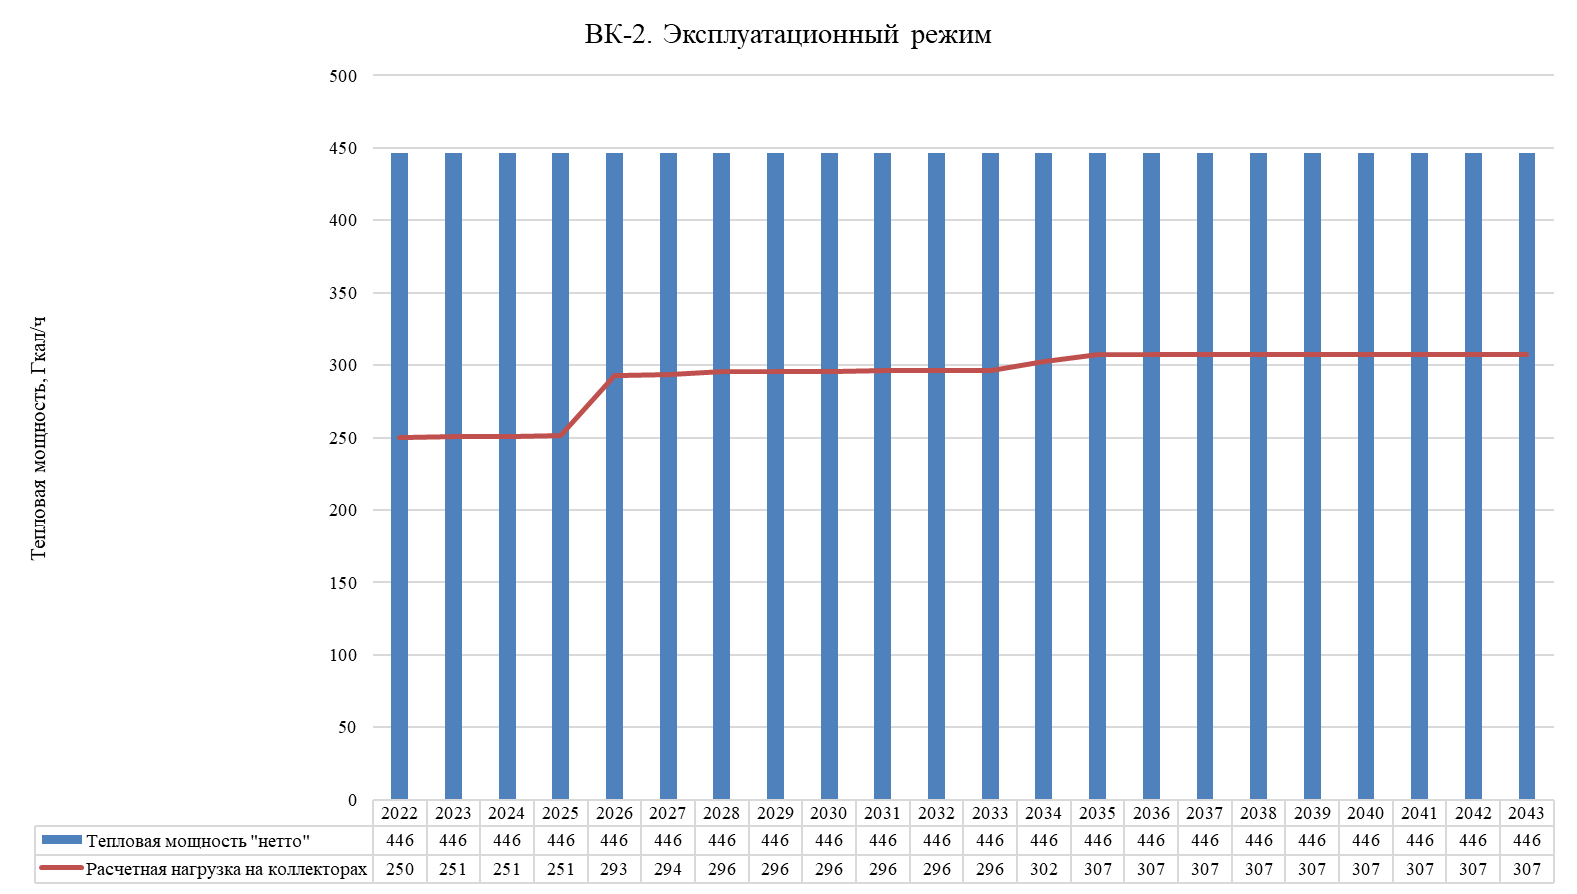 ВК-2. Эксплуатационный режим
Тепловая мощность, Гкал/ч
500
450
400
350
300
250
200
150
100
50
0
2022 2023 2024 2025 2026 2027 2028 2029 2030 2031 2032 2033 2034 2035 2036 2037 2038 2039 2040 2041 2042 2043
Тепловая мощность "нетто" 446 446 446 446 446 446 446 446 446 446 446 446 446 446 446 446 446 446 446 446 446 446
Расчетная нагрузка на коллекторах 250 251 251 251 293 294 296 296 296 296 296 296 302 307 307 307 307 307 307 307 307 307